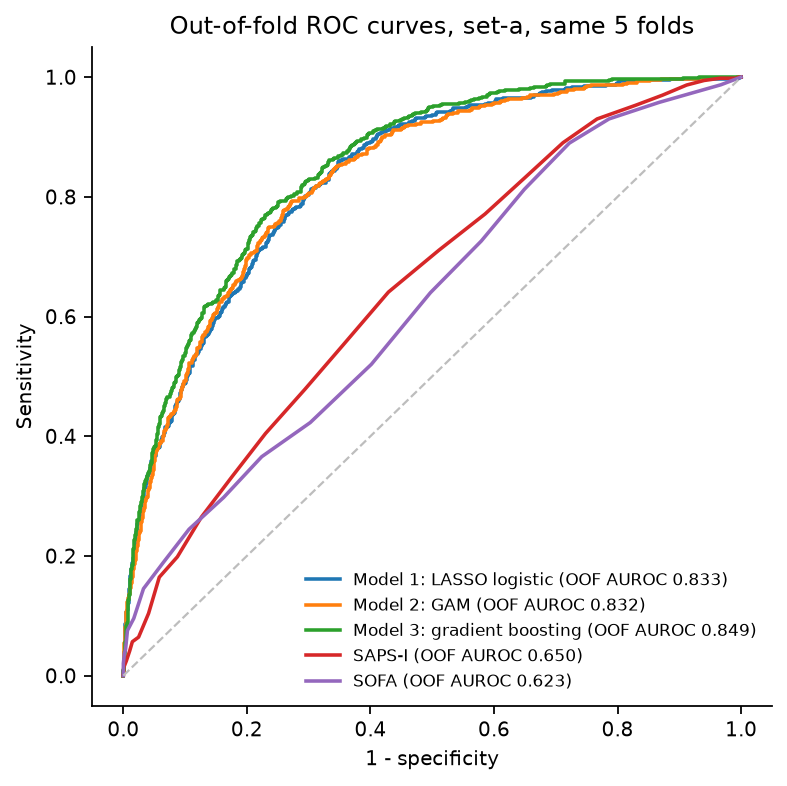 Out-of-fold ROC curves, set-a, same 5 folds
1.0
0.8
0.6
0.4
0.2
0.0
Sensitivity
Model 1: LASSO logistic (OOF AUROC 0.833)
Model 2: GAM (OOF AUROC 0.832)
Model 3: gradient boosting (OOF AUROC 0.849)
SAPS-I (OOF AUROC 0.650)
SOFA (OOF AUROC 0.623)
0.0 0.2 0.4 0.6 0.8 1.0
1 - specificity